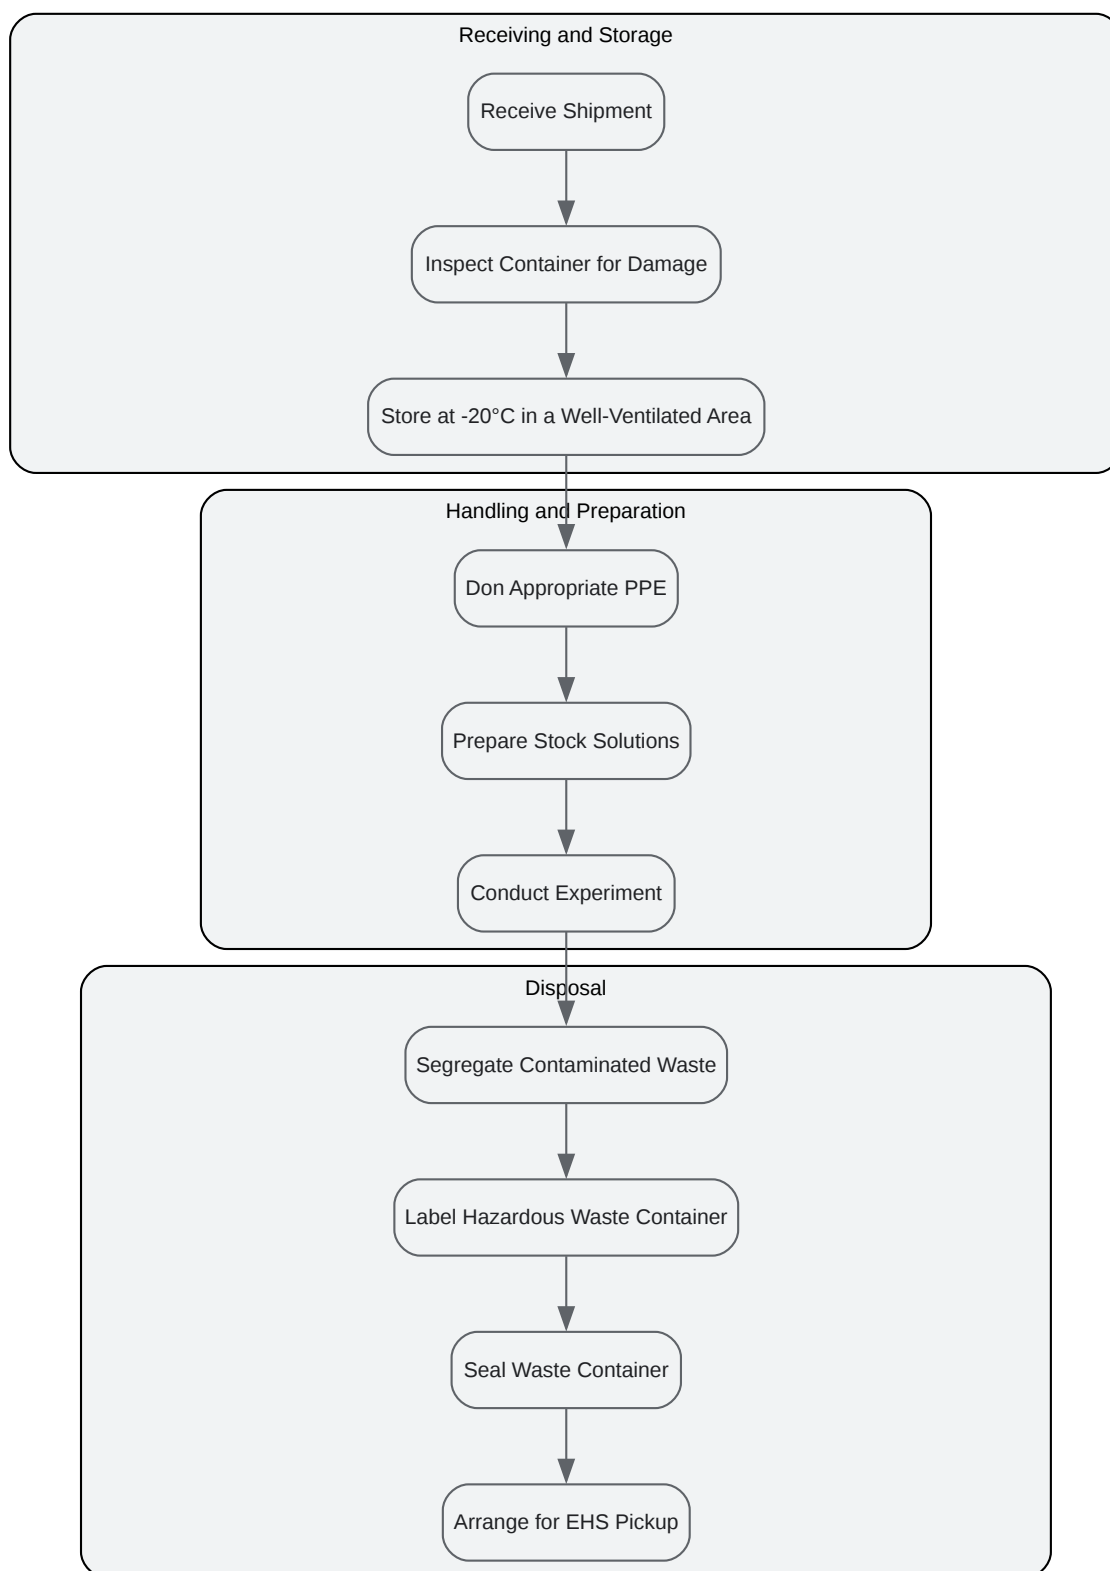 Receiving and Storage
Receive Shipment
Inspect Container for Damage
Store at -20°C in a Well-Ventilated Area
Handling and Preparation
Don Appropriate PPE
Prepare Stock Solutions
Conduct Experiment
Disposal
Segregate Contaminated Waste
Label Hazardous Waste Container
Seal Waste Container
Arrange for EHS Pickup